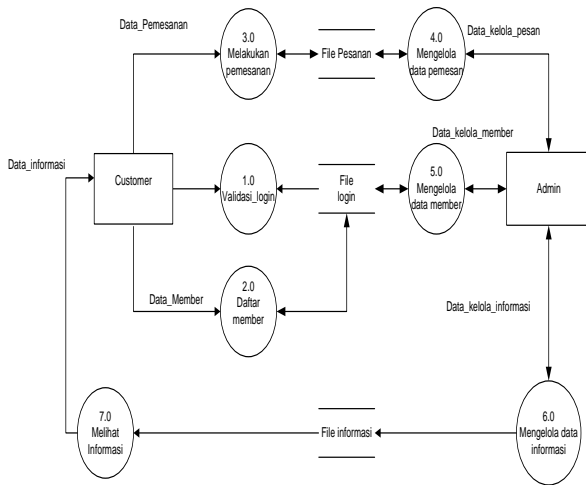 Data_Pemesanan
3.0
Melakukan
pemesanan
File Pesanan
4.0
Mengelola
data pemesan
Data_kelola_pesan
Data_informasi
Customer
1.0
Validasi_login
File
login
Data_kelola_member
5.0
Mengelola
data member
Admin
Data_Member
2.0
Daftar
member
Data_kelola_informasi
7.0
Melihat
Informasi
File informasi
6.0
Mengelola data
informasi